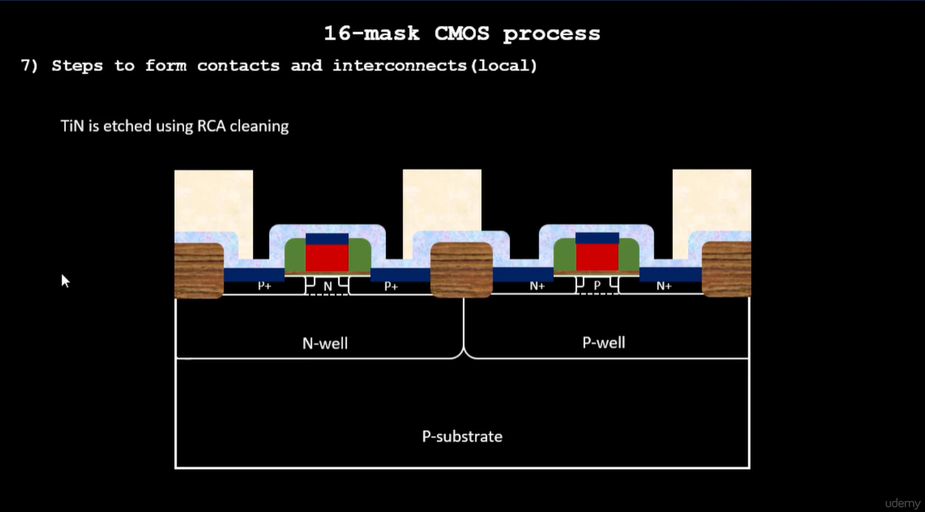 16-mask CMOS process
7) Steps to form contacts and interconnects(local)
TiN is etched using RCA cleaning
P+ N P+ N+ P N+
N-well P-well
P-substrate
udemy